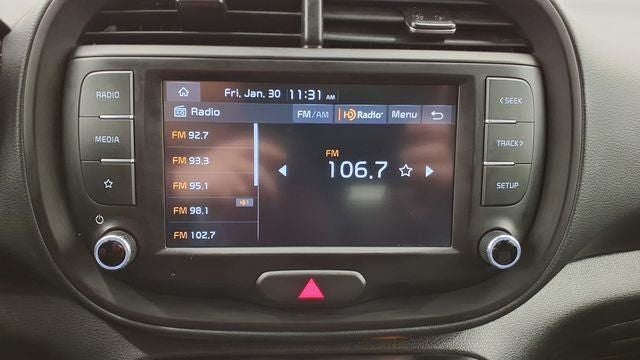 Fri, Jan. 30 11:31 AM
Radio FM/AM HD Radio Menu
FM 92.7
FM 93.3
FM 95.1
FM 98.1 HD1
FM 102.7
FM
106.7
RADIO
MEDIA
< SEEK
TRACK >
SETUP